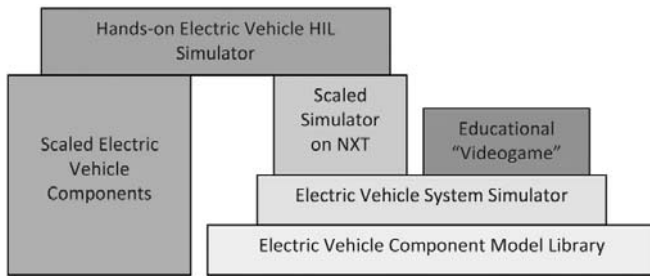 Hands-on Electric Vehicle HIL
Simulator
Scaled Electric
Vehicle
Components
Scaled
Simulator
on NXT
Educational
“Videogame”
Electric Vehicle System Simulator
Electric Vehicle Component Model Library